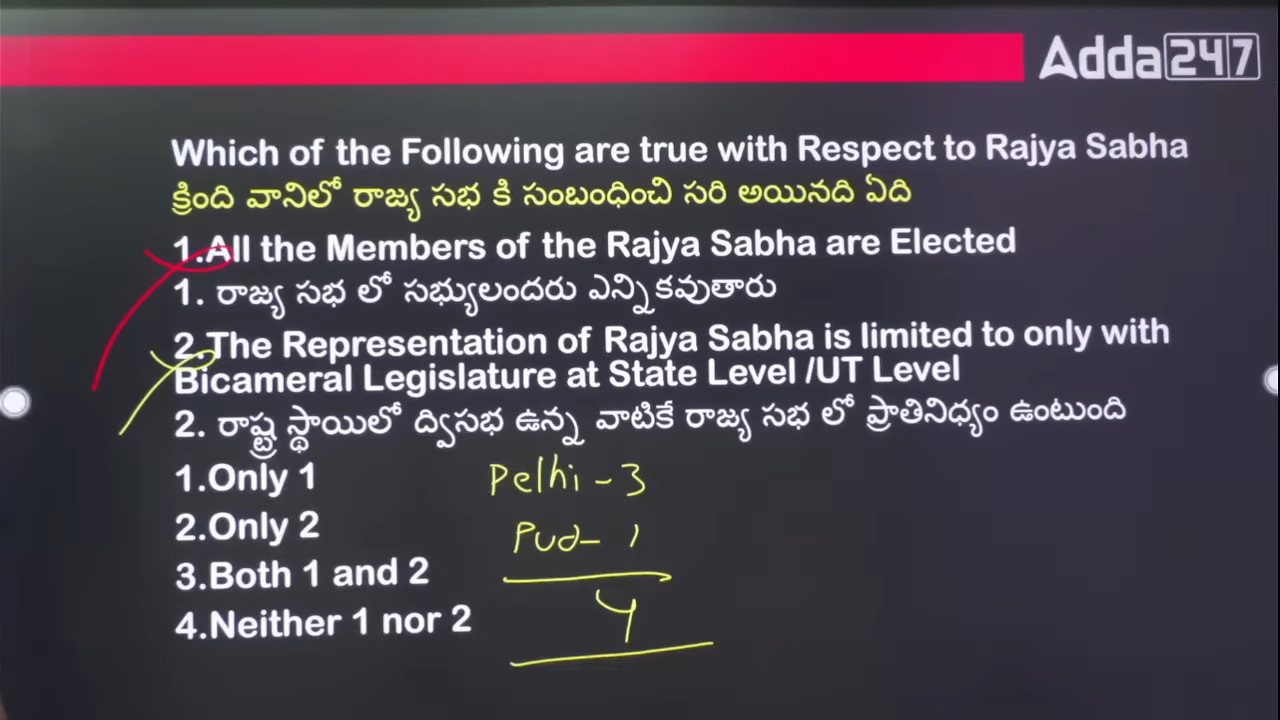 Adda247
Which of the Following are true with Respect to Rajya Sabha
క్రింది వానిలో రాజ్య సభ కి సంబంధించి సరి అయినది ఏది
1.All the Members of the Rajya Sabha are Elected
1. రాజ్య సభ లో సభ్యులందరు ఎన్నికవుతారు
2.The Representation of Rajya Sabha is limited to only with
Bicameral Legislature at State Level /UT Level
2. రాష్ట్ర స్థాయిలో ద్విసభ ఉన్న వాటికే రాజ్య సభ లో ప్రాతినిధ్యం ఉంటుంది
1.Only 1
2.Only 2
3.Both 1 and 2
4.Neither 1 nor 2
Delhi - 3
Pud- 1
4